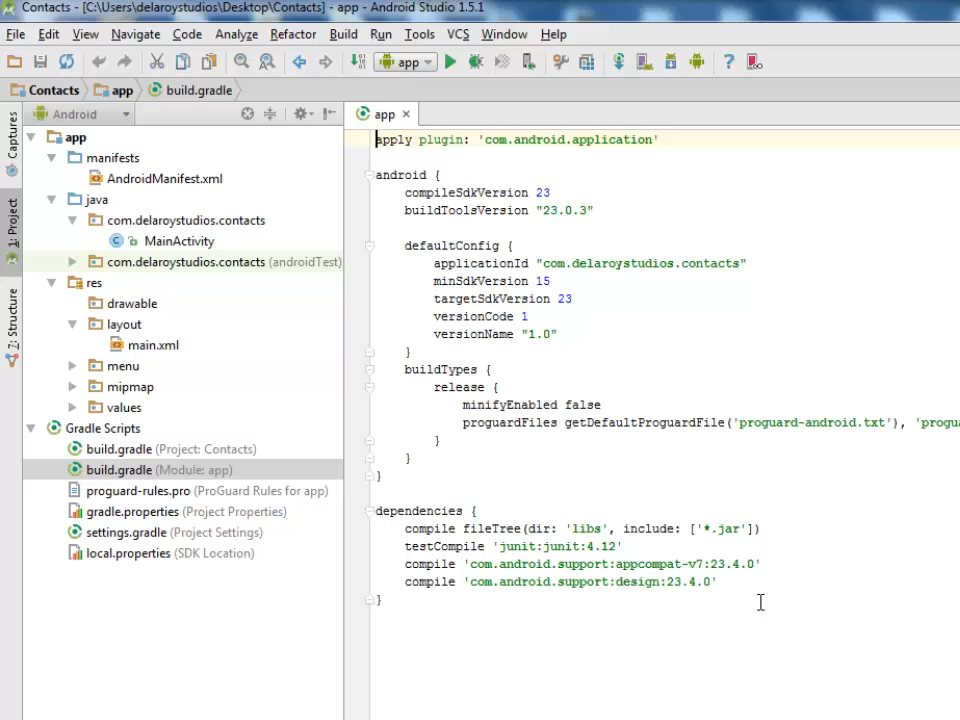 Contacts - [C:\Users\delaroystudios\Desktop\Contacts] - app - Android Studio 1.5.1
File Edit View Navigate Code Analyze Refactor Build Run Tools VCS Window Help
app
Contacts app build.gradle
Captures
1: Project
7: Structure
Android
app
manifests
AndroidManifest.xml
java
com.delaroystudios.contacts
MainActivity
com.delaroystudios.contacts (androidTest)
res
drawable
layout
main.xml
menu
mipmap
values
Gradle Scripts
build.gradle (Project: Contacts)
build.gradle (Module: app)
proguard-rules.pro (ProGuard Rules for app)
gradle.properties (Project Properties)
settings.gradle (Project Settings)
local.properties (SDK Location)
app
apply plugin: 'com.android.application'
android {
compileSdkVersion 23
buildToolsVersion "23.0.3"
defaultConfig {
applicationId "com.delaroystudios.contacts"
minSdkVersion 15
targetSdkVersion 23
versionCode 1
versionName "1.0"
}
buildTypes {
release {
minifyEnabled false
proguardFiles getDefaultProguardFile('proguard-android.txt'), 'progua
}
}
}
dependencies {
compile fileTree(dir: 'libs', include: ['*.jar'])
testCompile 'junit:junit:4.12'
compile 'com.android.support:appcompat-v7:23.4.0'
compile 'com.android.support:design:23.4.0'
}